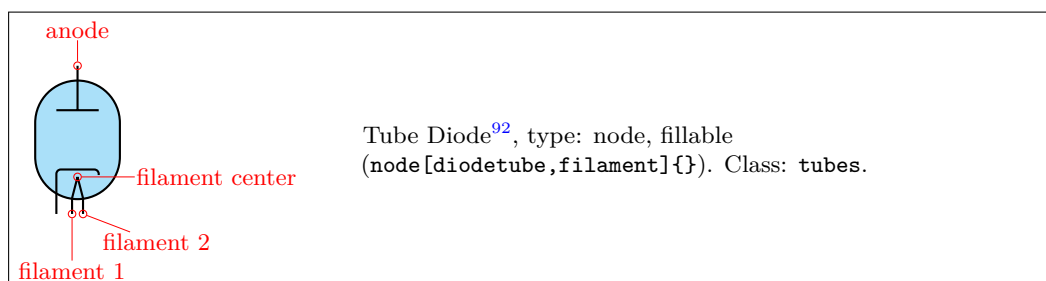 anode
Tube Diode92, type: node, fillable
(node[diodetube,filament]{}). Class: tubes.
filament center
filament 2
filament 1